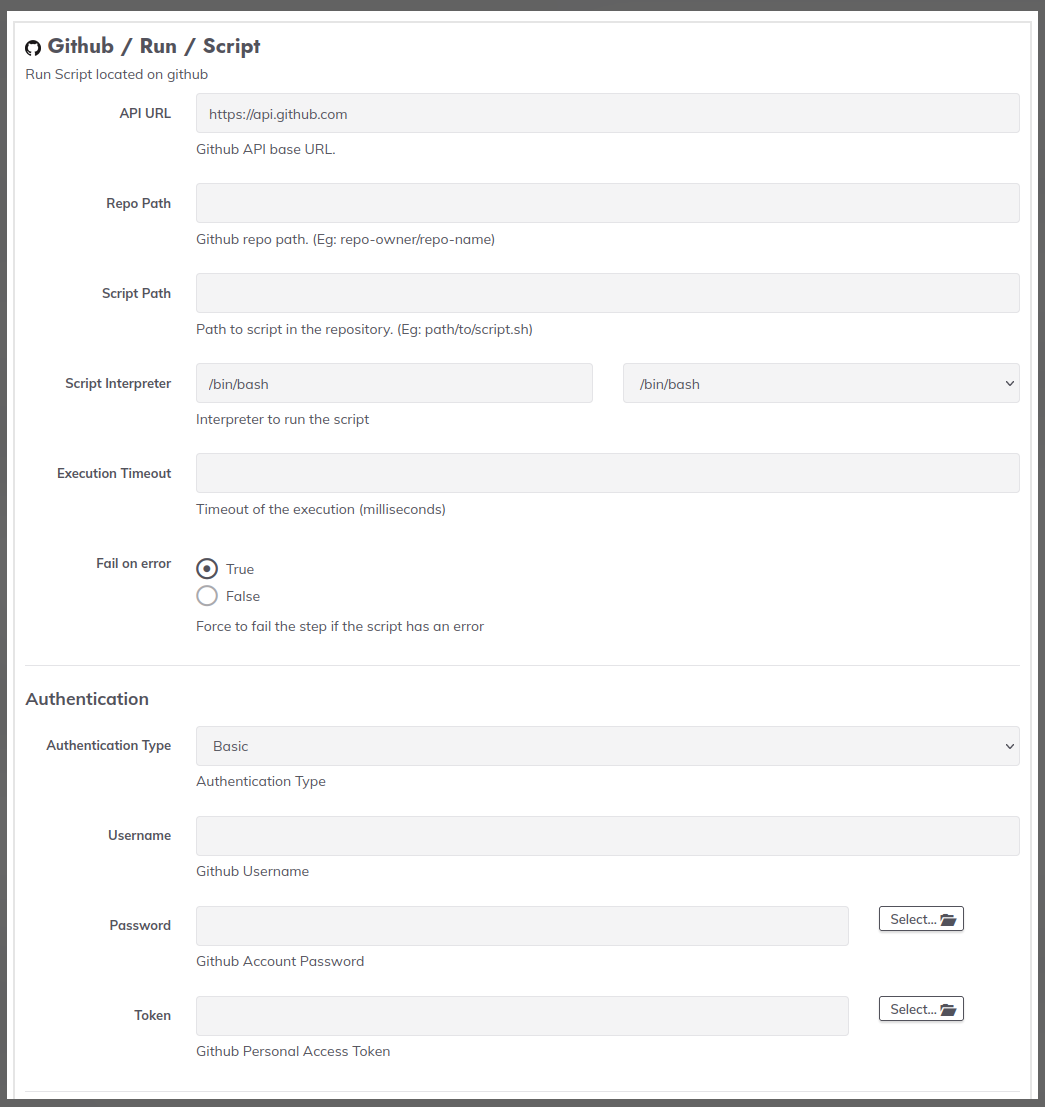 Github / Run / Script
Run Script located on github
API URL
https://api.github.com
Github API base URL.
Repo Path
Github repo path. (Eg: repo-owner/repo-name)
Script Path
Path to script in the repository. (Eg: path/to/script.sh)
Script Interpreter
/bin/bash
/bin/bash
Interpreter to run the script
Execution Timeout
Timeout of the execution (milliseconds)
Fail on error
True
False
Force to fail the step if the script has an error
Authentication
Authentication Type
Basic
Authentication Type
Username
Github Username
Password
Select...
Github Account Password
Token
Select...
Github Personal Access Token